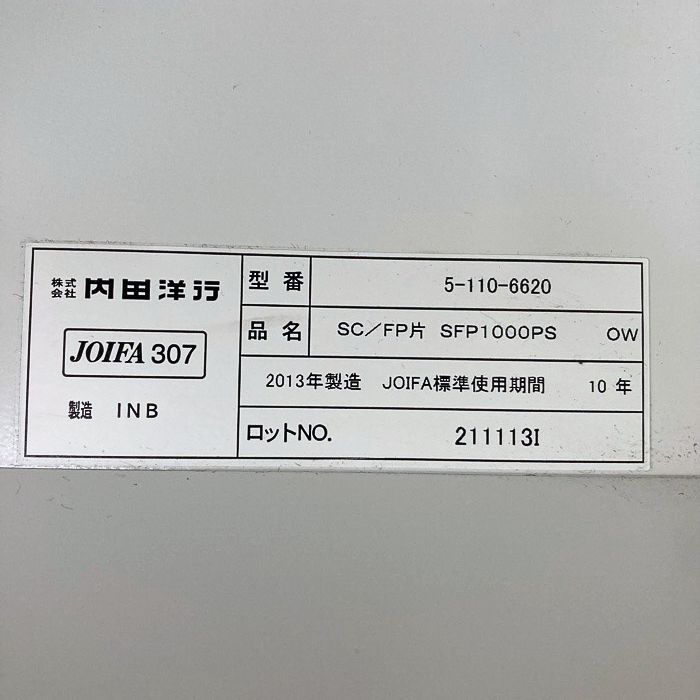 株式会社 内田洋行
JOIFA 307
製造 INB
型番 5-110-6620
品名 SC／FP片 SFP1000PS OW
2013年製造 JOIFA標準使用期間 10年
ロットNO. 211113I